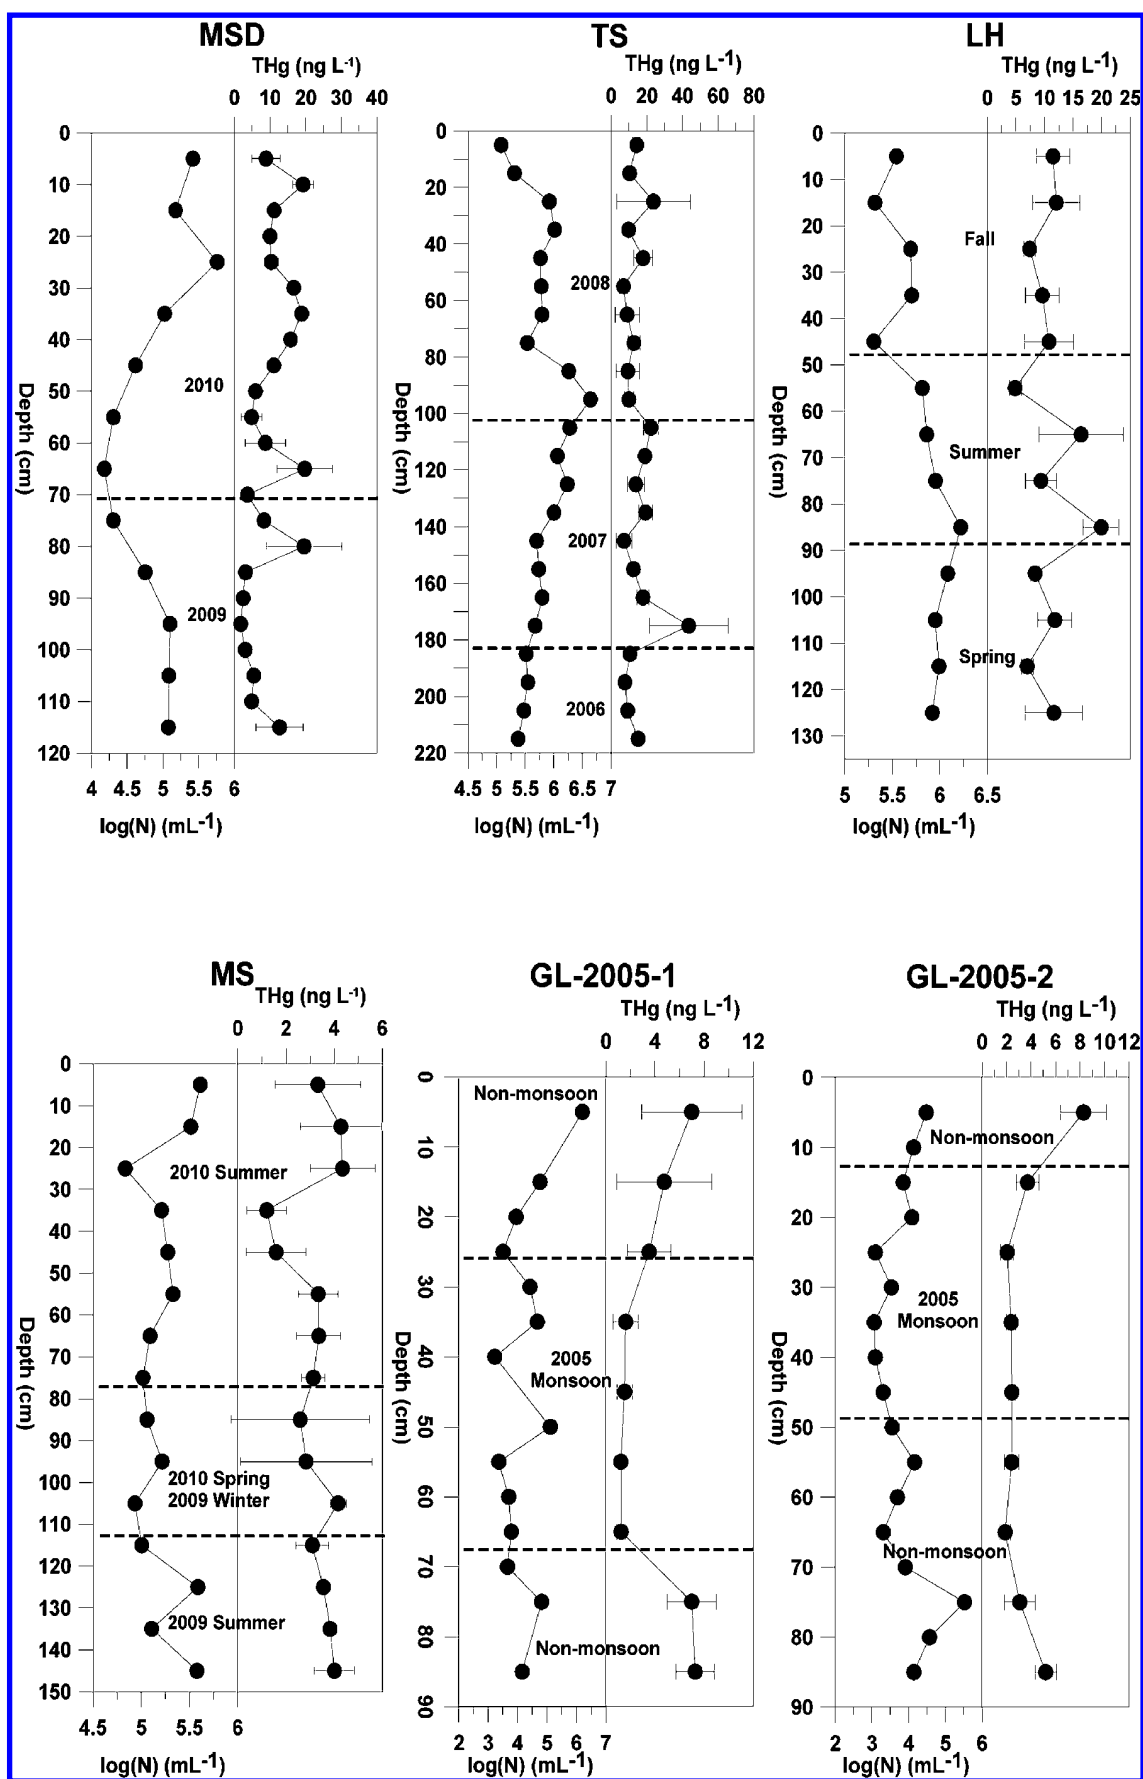 MSD
THg (ng L-1)
0 10 20 30 40
0
10
20
30
40
50
60
70
80
90
100
110
120
Depth (cm)
2010
2009
4 4.5 5 5.5 6
log(N) (mL-1)
TS
THg (ng L-1)
0 20 40 60 80
0
20
40
60
80
100
120
140
160
180
200
220
Depth (cm)
2008
2007
2006
4.5 5 5.5 6 6.5 7
log(N) (mL-1)
LH
THg (ng L-1)
0 5 10 15 20 25
0
10
20
30
40
50
60
70
80
90
100
110
120
130
Depth (cm)
Fall
Summer
Spring
5 5.5 6 6.5
log(N) (mL-1)
MS
THg (ng L-1)
0 2 4 6
0
10
20
30
40
50
60
70
80
90
100
110
120
130
140
150
Depth (cm)
2010 Summer
2010 Spring
2009 Winter
2009 Summer
4.5 5 5.5 6
log(N) (mL-1)
GL-2005-1
THg (ng L-1)
0 4 8 12
0
10
20
30
40
50
60
70
80
90
Depth (cm)
Non-monsoon
2005
Monsoon
Non-monsoon
2 3 4 5 6 7
log(N) (mL-1)
GL-2005-2
THg (ng L-1)
0 2 4 6 8 10 12
0
10
20
30
40
50
60
70
80
90
Depth (cm)
Non-monsoon
2005
Monsoon
Non-monsoon
2 3 4 5 6
log(N) (mL-1)